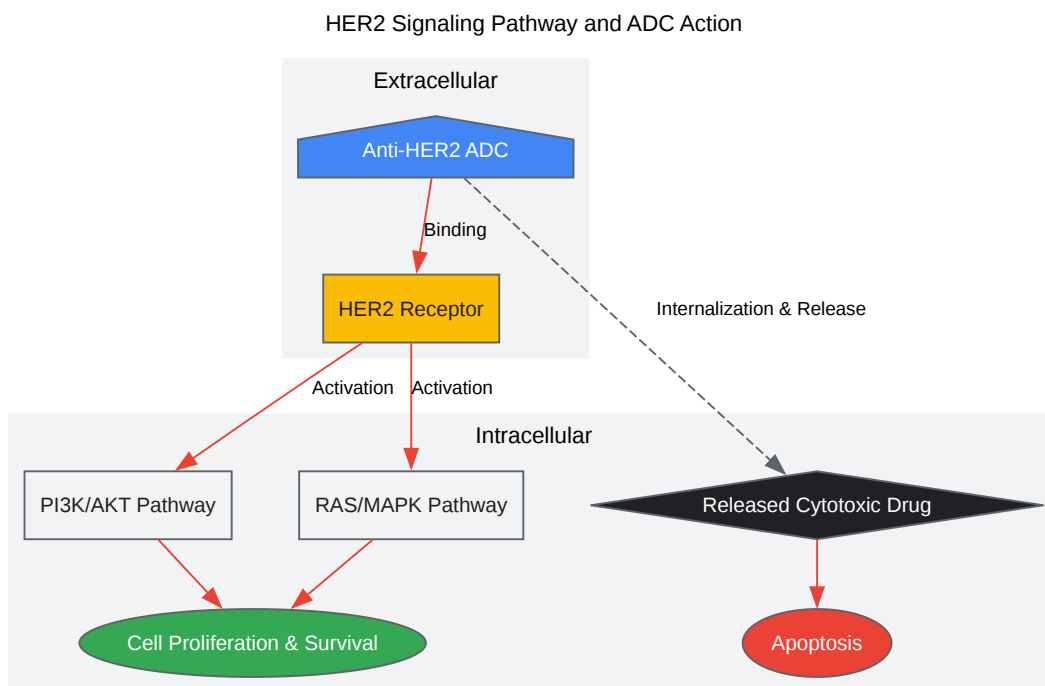 HER2 Signaling Pathway and ADC Action
Extracellular
Anti-HER2 ADC
Binding
HER2 Receptor
Internalization & Release
Activation
Activation
Intracellular
PI3K/AKT Pathway
RAS/MAPK Pathway
Released Cytotoxic Drug
Cell Proliferation & Survival
Apoptosis